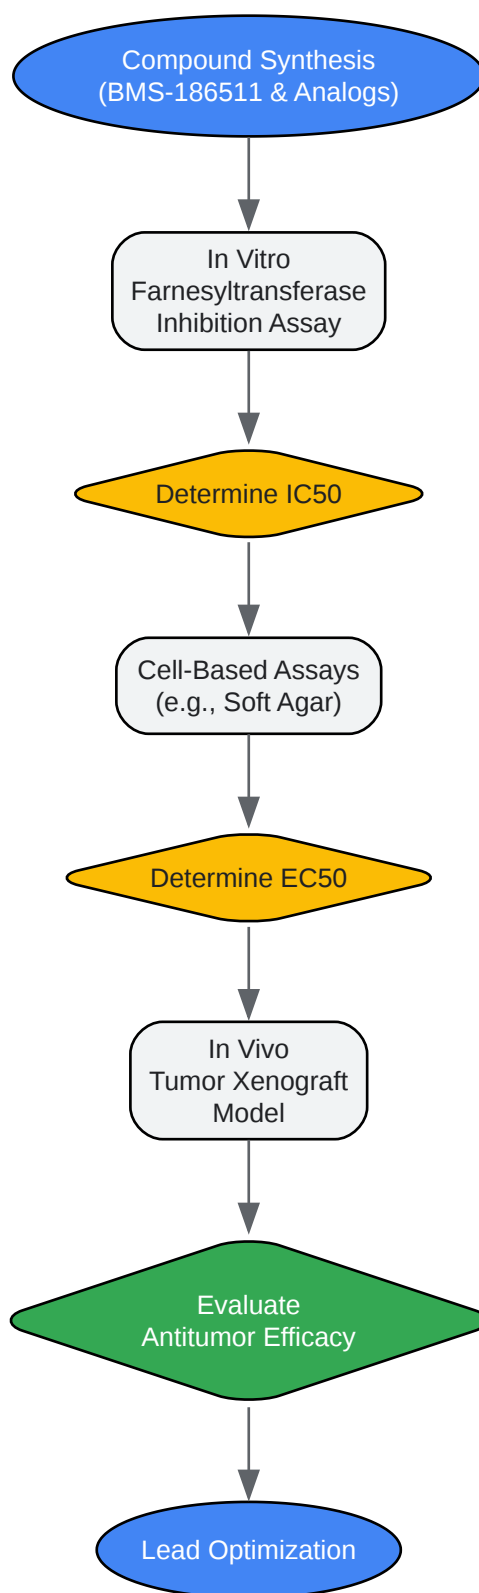 Compound Synthesis
(BMS-186511 & Analogs)
In Vitro
Farnesyltransferase
Inhibition Assay
Determine IC50
Cell-Based Assays
(e.g., Soft Agar)
Determine EC50
In Vivo
Tumor Xenograft
Model
Evaluate
Antitumor Efficacy
Lead Optimization